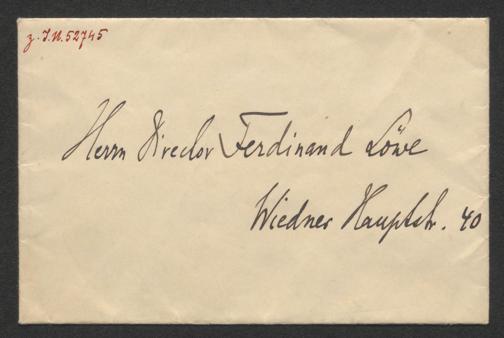 z. J.N. 52745
Herrn Director Ferdinand Löwe
Wiedner Hauptstr. 40